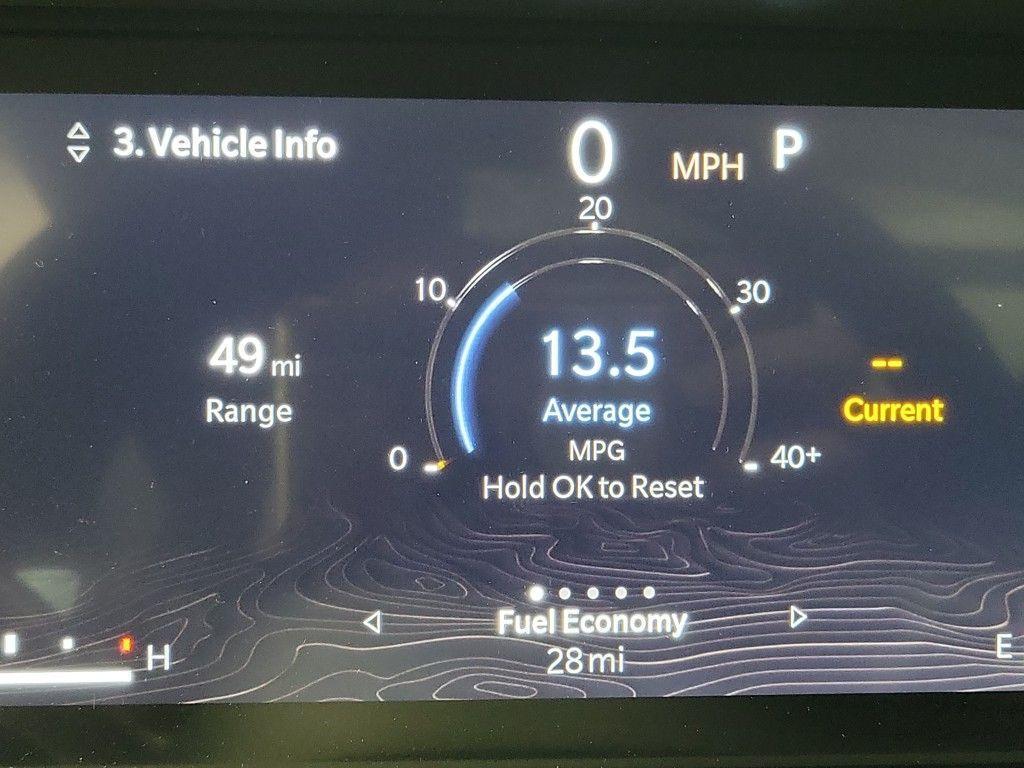 3. Vehicle Info
0 MPH P
20
10
30
49 mi
Range
13.5
Average
MPG
Hold OK to Reset
--
Current
0
40+
Fuel Economy
28 mi
H
E